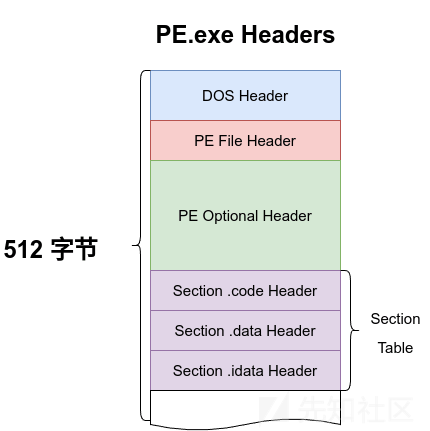 PE.exe Headers
DOS Header
PE File Header
PE Optional Header
512 字节
Section .code Header
Section .data Header
Section .idata Header
Section
Table
先知社区